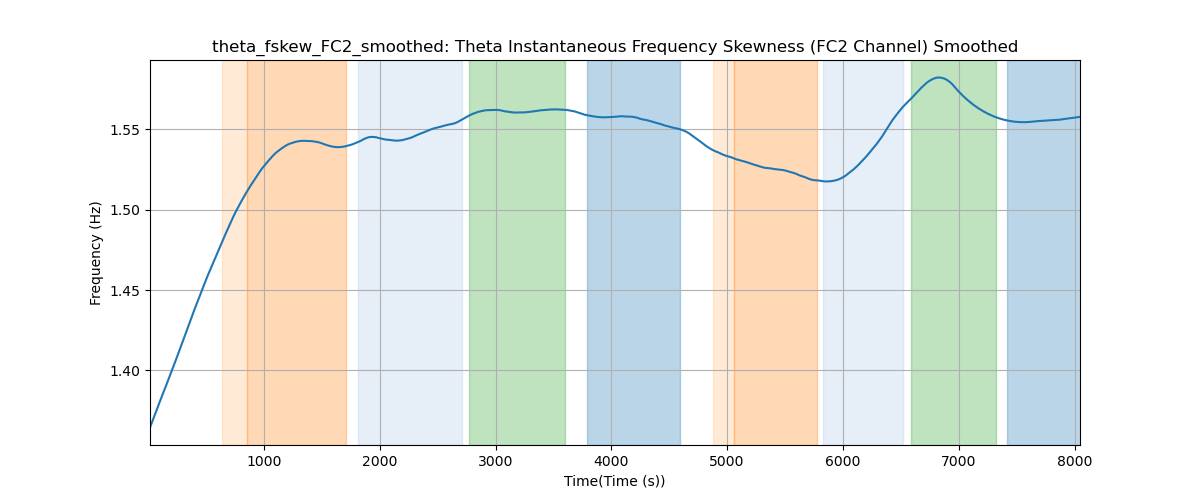 theta_fskew_FC2_smoothed: Theta Instantaneous Frequency Skewness (FC2 Channel) Smoothed
Frequency (Hz)
1.55
1.50
1.45
1.40
1000 2000 3000 4000 5000 6000 7000 8000
Time(Time (s))